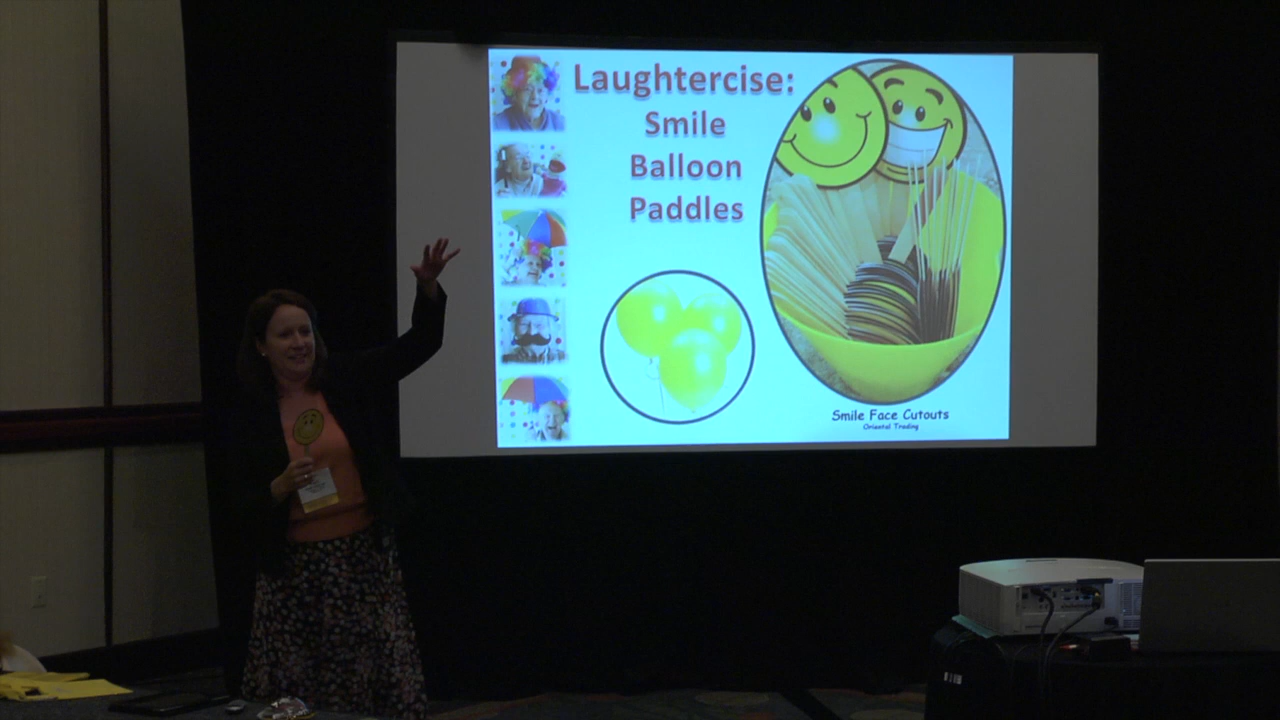 Laughtercise:
Smile
Balloon
Paddles
Smile Face Cutouts
Oriental Trading